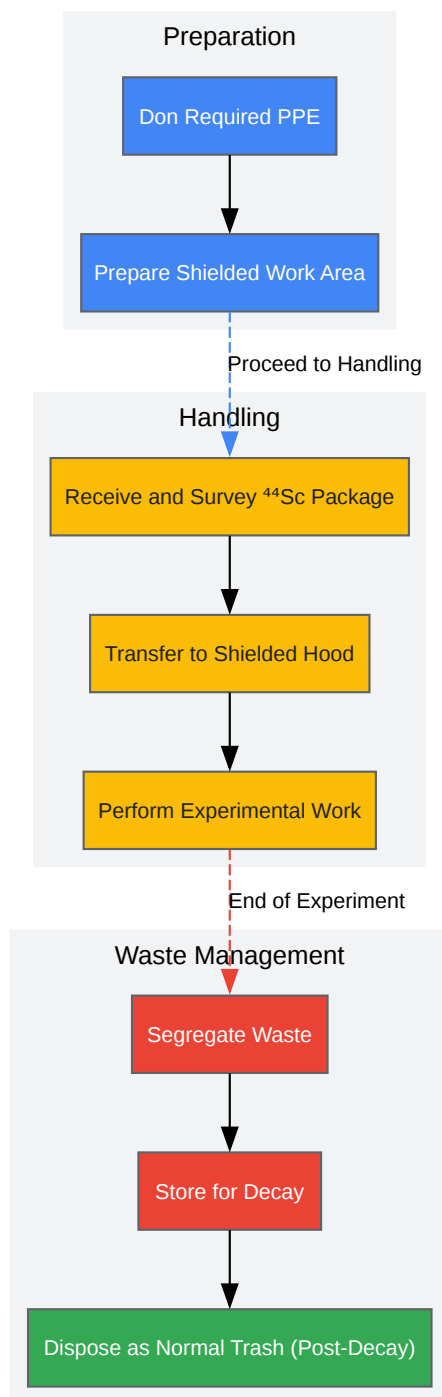 Preparation
Don Required PPE
Prepare Shielded Work Area
Proceed to Handling
Handling
Receive and Survey ⁴⁴Sc Package
Transfer to Shielded Hood
Perform Experimental Work
End of Experiment
Waste Management
Segregate Waste
Store for Decay
Dispose as Normal Trash (Post-Decay)